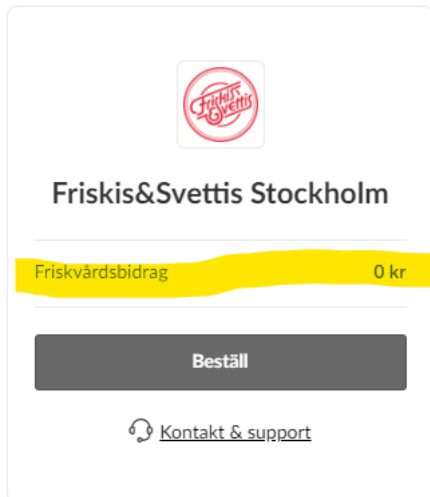 Friskis
&Svettis
Friskis&Svettis Stockholm
Friskvårdsbidrag 0 kr
Beställ
Kontakt & support